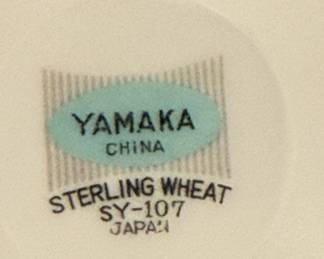 YAMAKA
CHINA
STERLING WHEAT
SY-107
JAPAN